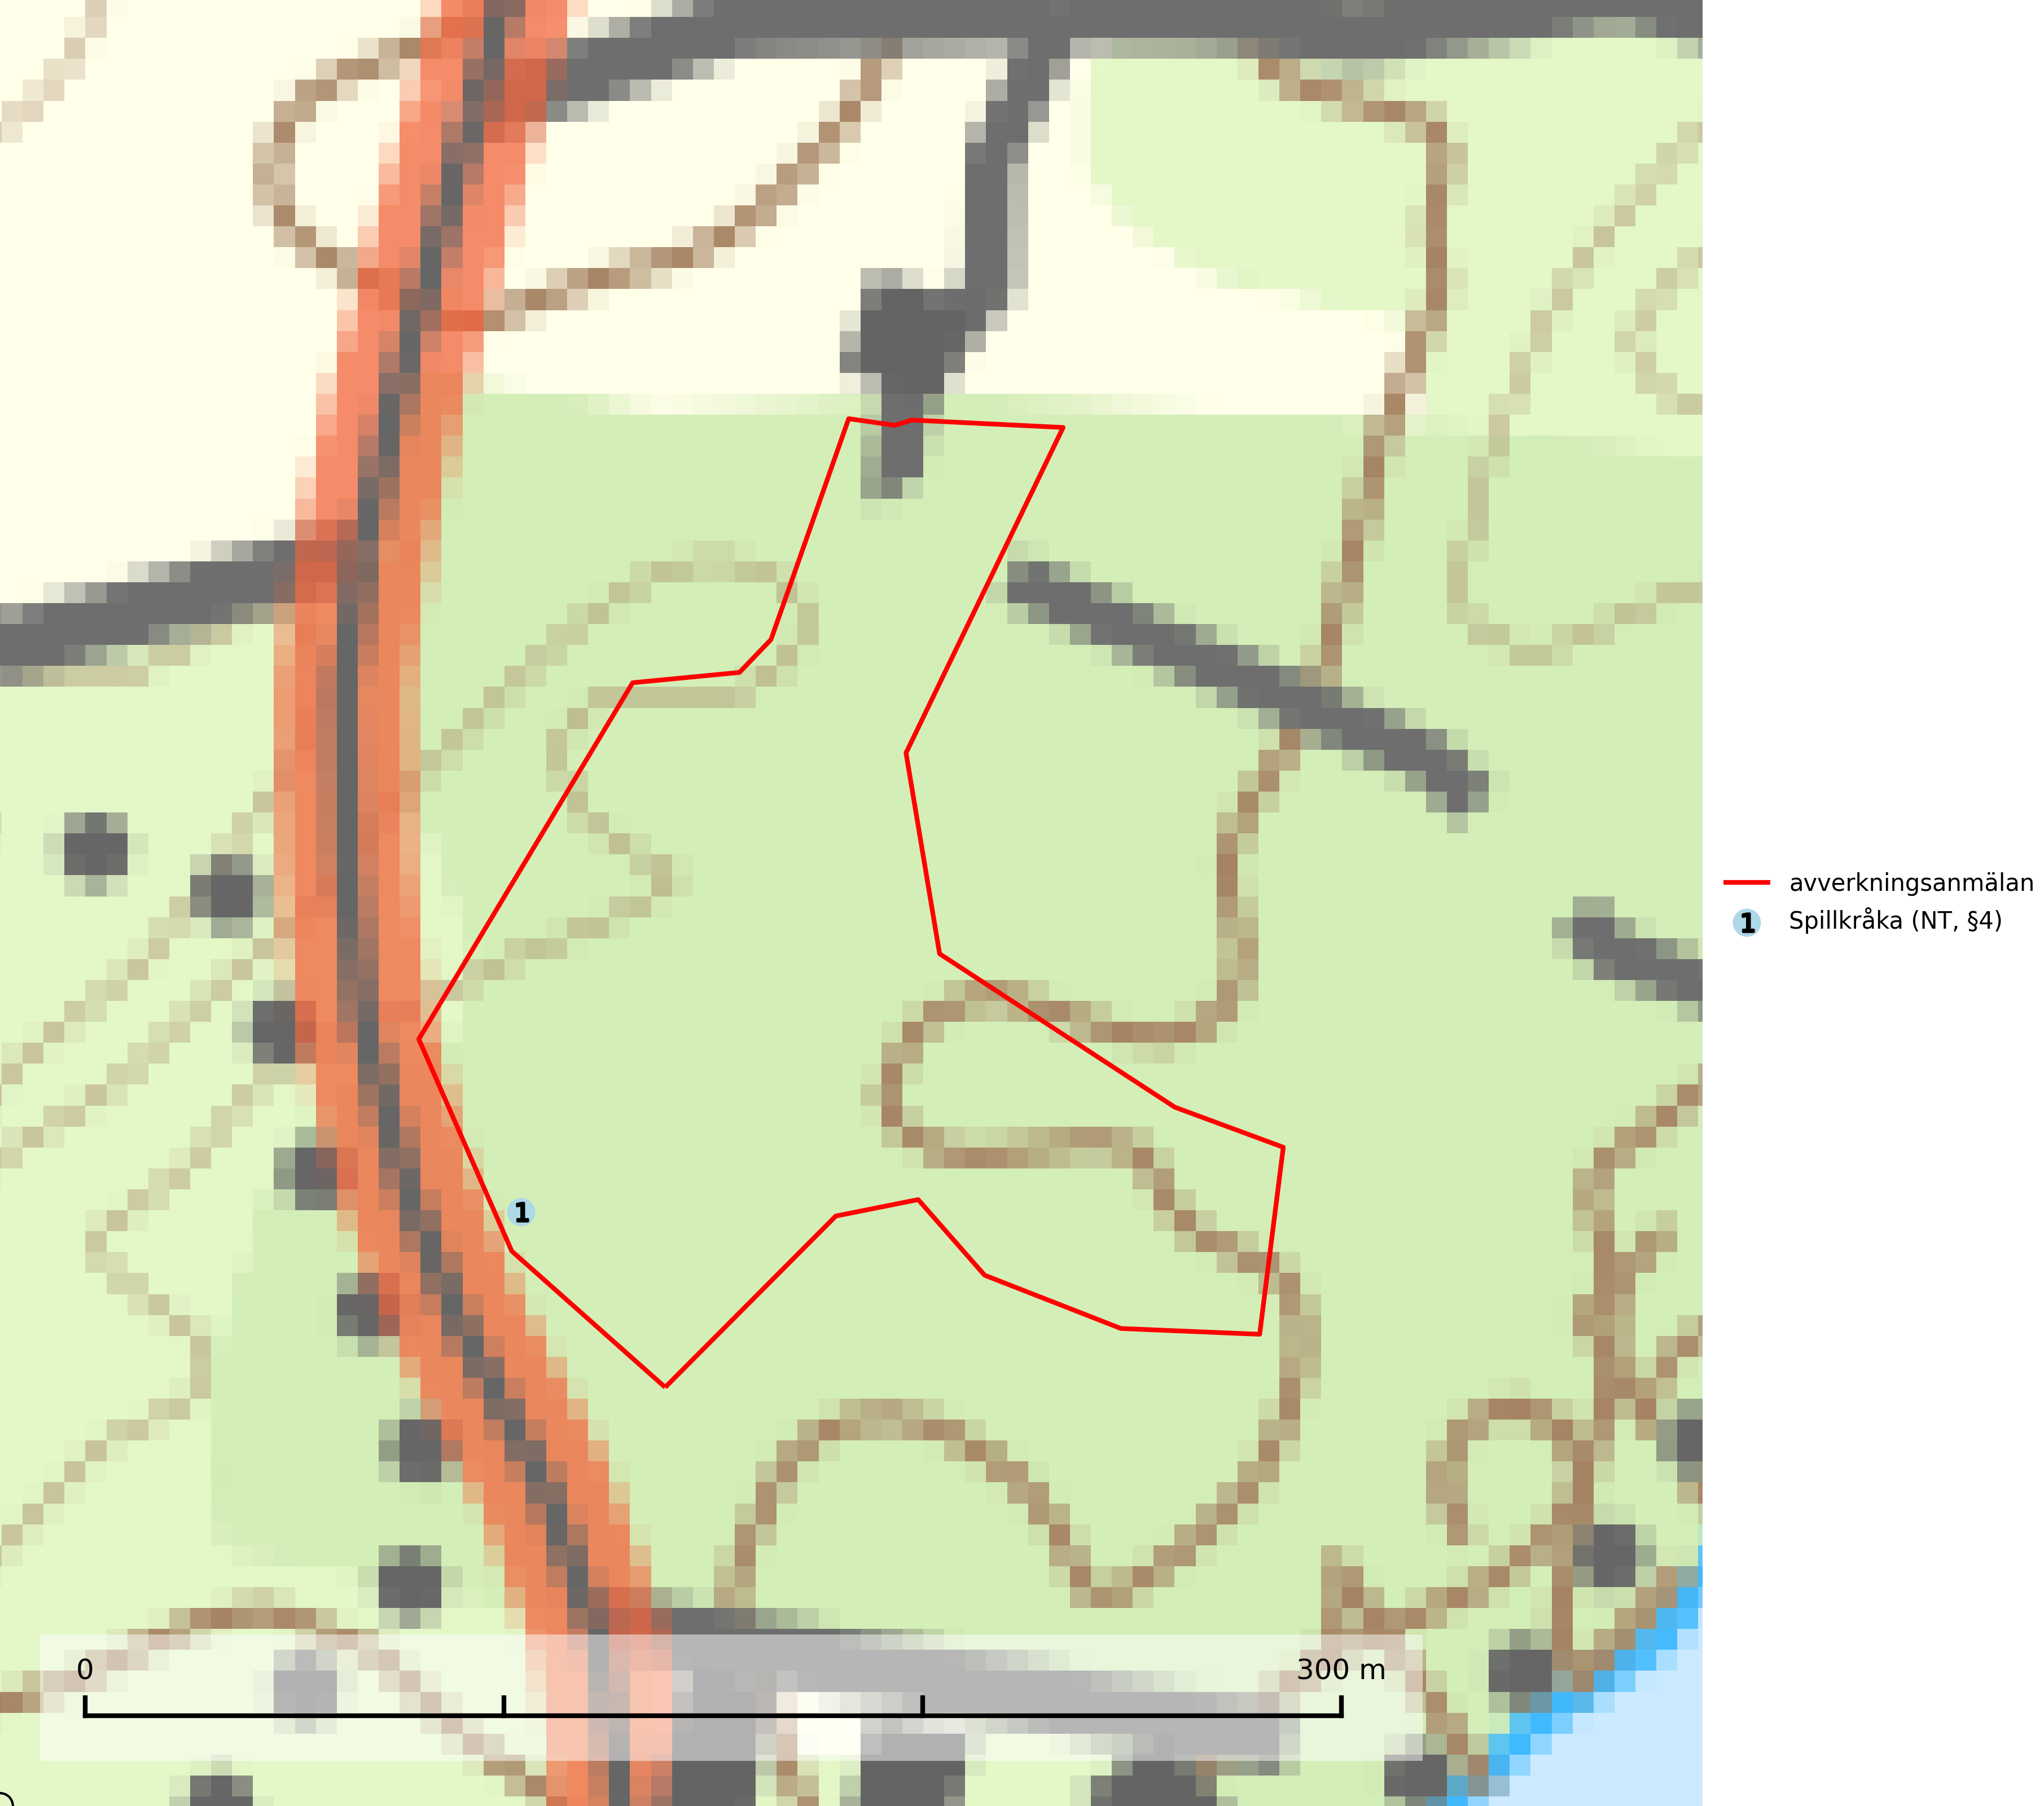 avverkningsanmälan
1 Spillkråka (NT, §4)
1
0 300 m